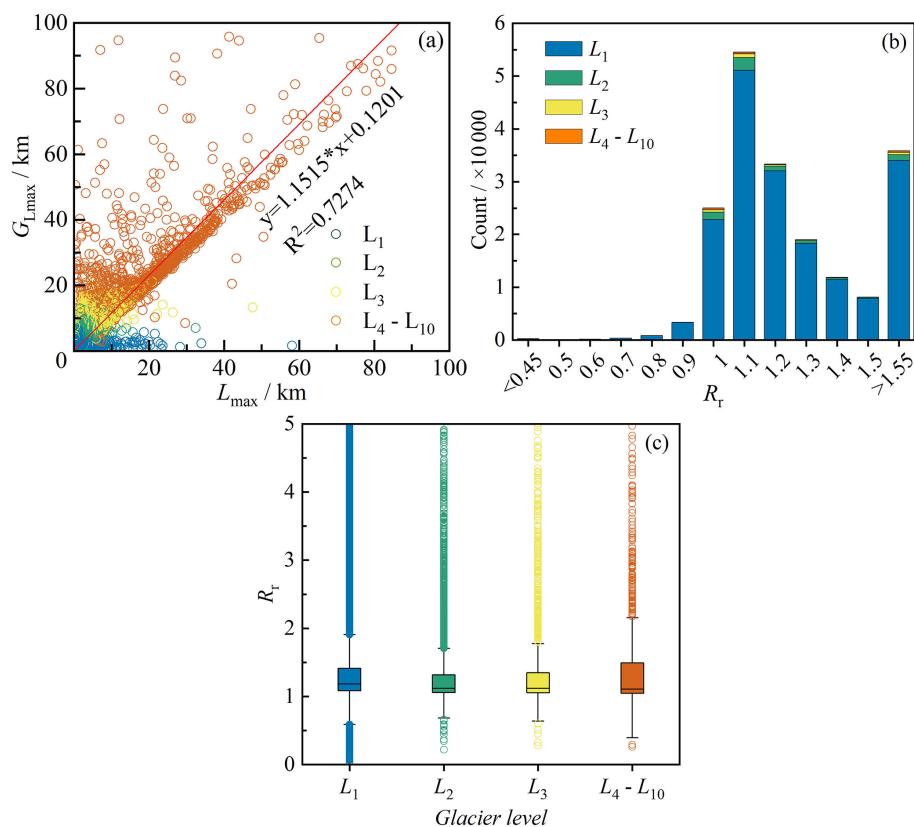 (a)
100
80
60
40
20
0
G_Lmax / km
20 40 60 80 100
L_max / km
y=1.1515*x+0.1201
R²=0.7274
L₁
L₂
L₃
L₄ - L₁₀
(b)
6
5
4
3
2
1
0
Count / ×10 000
L₁
L₂
L₃
L₄ - L₁₀
<0.45 0.5 0.6 0.7 0.8 0.9 1 1.1 1.2 1.3 1.4 1.5 >1.55
R_r
(c)
5
4
3
2
1
0
R_r
L₁ L₂ L₃ L₄ - L₁₀
Glacier level